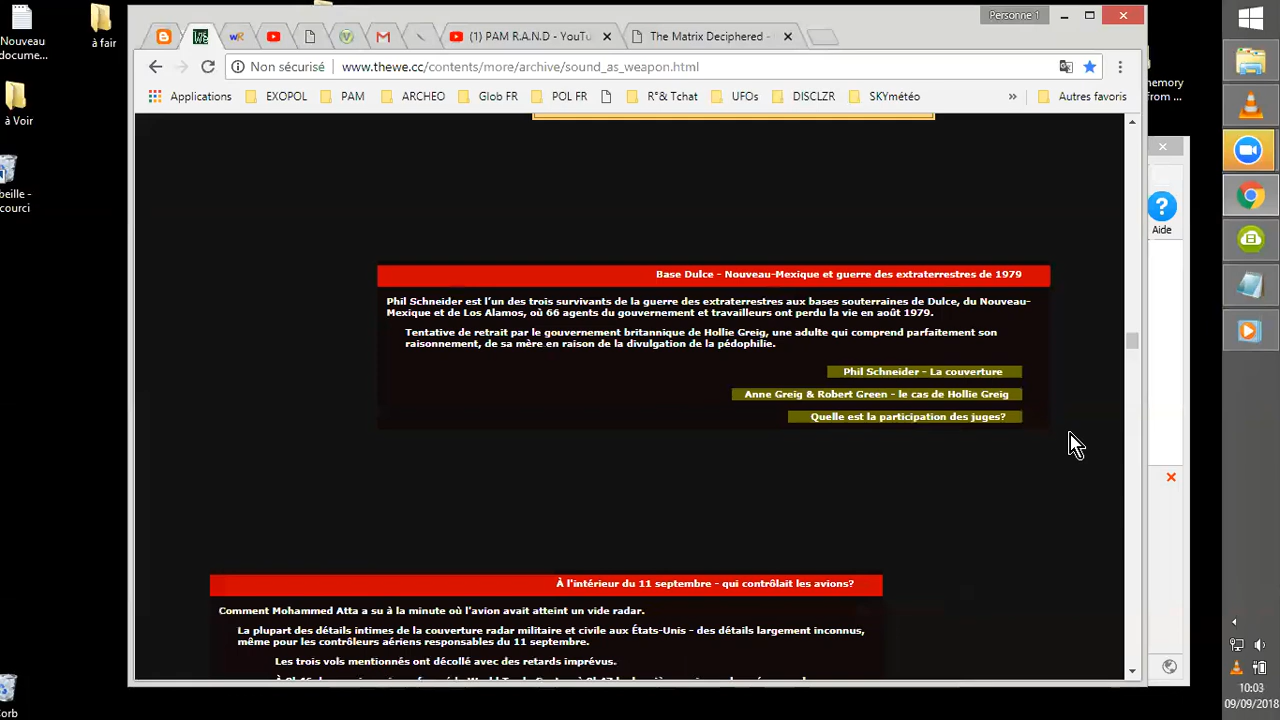 Nouveau
docume...
à fair
à Voir
beille -
courci
Corb
Personne 1
(1) PAM R.A.N.D - YouTu
The Matrix Deciphered -
Non sécurisé
www.thewe.cc/contents/more/archive/sound_as_weapon.html
Applications
EXOPOL
PAM
ARCHEO
Glob FR
POL FR
R°& Tchat
UFOs
DISCLZR
SKYmétéo
»
Autres favoris
Base Dulce - Nouveau-Mexique et guerre des extraterrestres de 1979
Phil Schneider est l'un des trois survivants de la guerre des extraterrestres aux bases souterraines de Dulce, du Nouveau-
Mexique et de Los Alamos, où 66 agents du gouvernement et travailleurs ont perdu la vie en août 1979.
Tentative de retrait par le gouvernement britannique de Hollie Greig, une adulte qui comprend parfaitement son
raisonnement, de sa mère en raison de la divulgation de la pédophilie.
Phil Schneider - La couverture
Anne Greig & Robert Green - le cas de Hollie Greig
Quelle est la participation des juges?
À l'intérieur du 11 septembre - qui contrôlait les avions?
Comment Mohammed Atta a su à la minute où l'avion avait atteint un vide radar.
La plupart des détails intimes de la couverture radar militaire et civile aux États-Unis - des détails largement inconnus,
même pour les contrôleurs aériens responsables du 11 septembre.
Les trois vols mentionnés ont décollé avec des retards imprévus.
emory
from ...
Aide
10:03
09/09/2018